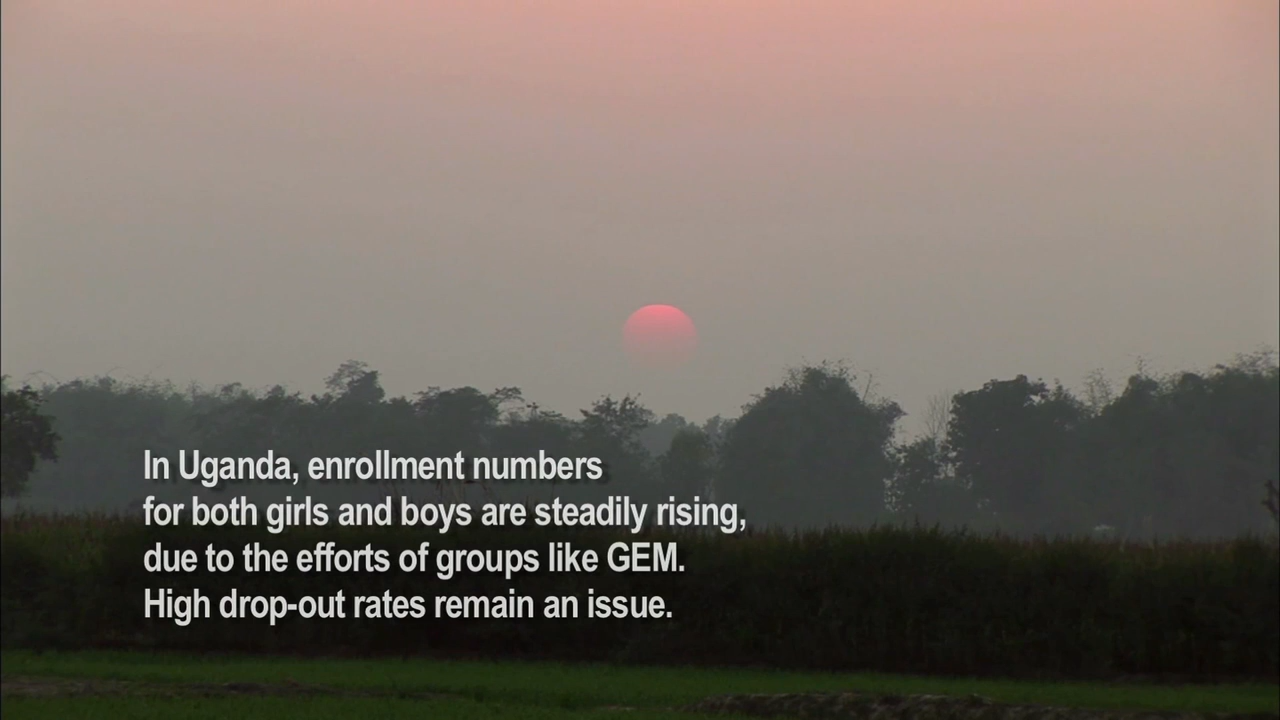 In Uganda, enrollment numbers
for both girls and boys are steadily rising,
due to the efforts of groups like GEM.
High drop-out rates remain an issue.